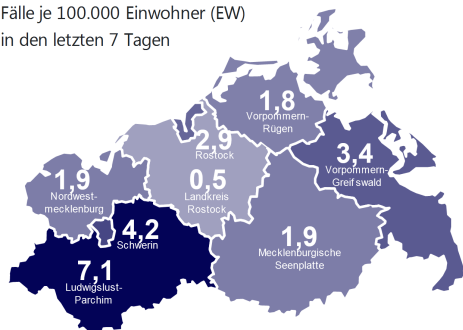 Fälle je 100.000 Einwohner (EW)
in den letzten 7 Tagen
1,8
Vorpommern-
Rügen
2,9
Rostock
3,4
Vorpommern-
Greifswald
1,9
Nordwest-
mecklenburg
0,5
Landkreis
Rostock
4,2
Schwerin
1,9
Mecklenburgische
Seenplatte
7,1
Ludwigslust-
Parchim